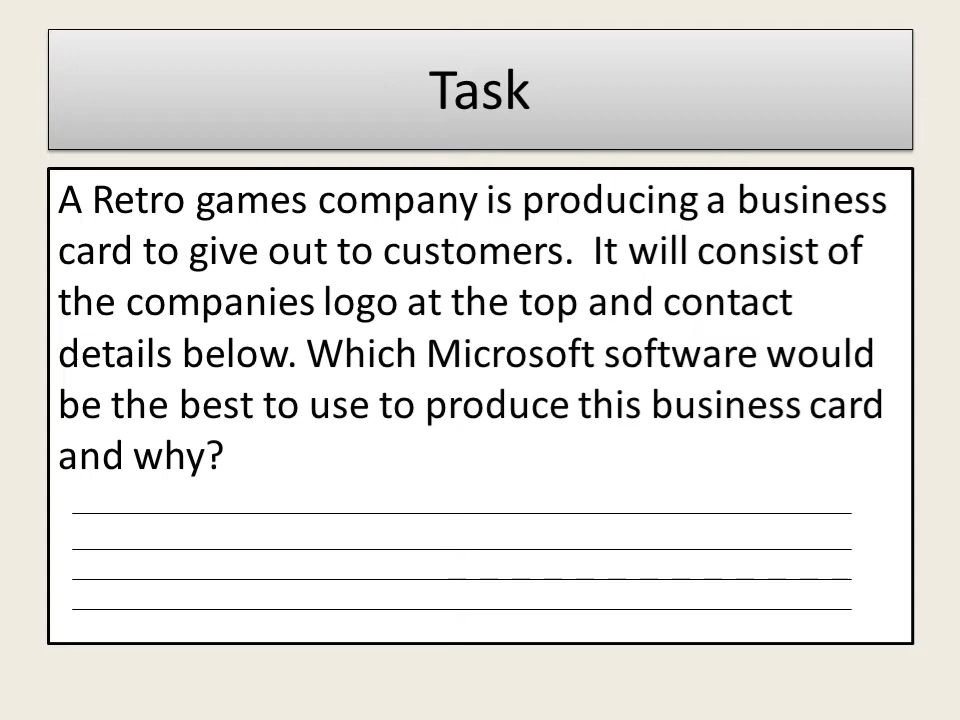 Task
A Retro games company is producing a business
card to give out to customers.  It will consist of
the companies logo at the top and contact
details below. Which Microsoft software would
be the best to use to produce this business card
and why?